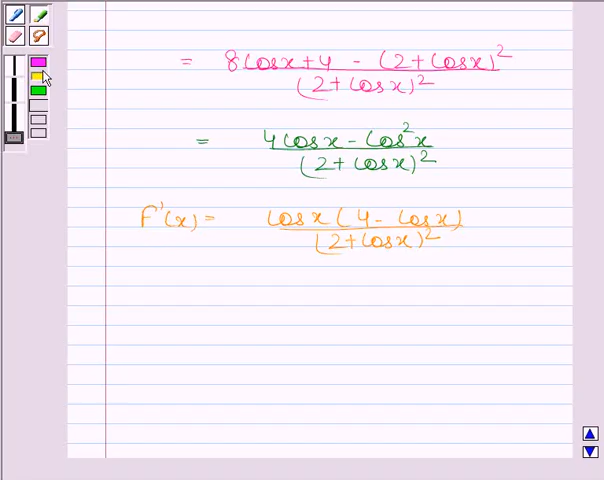 = 8cosx+4 - (2+cosx)² / (2+cosx)²
= 4cosx - cos²x / (2+cosx)²
F'(x) = cosx (4 - cosx) / (2+cosx)²